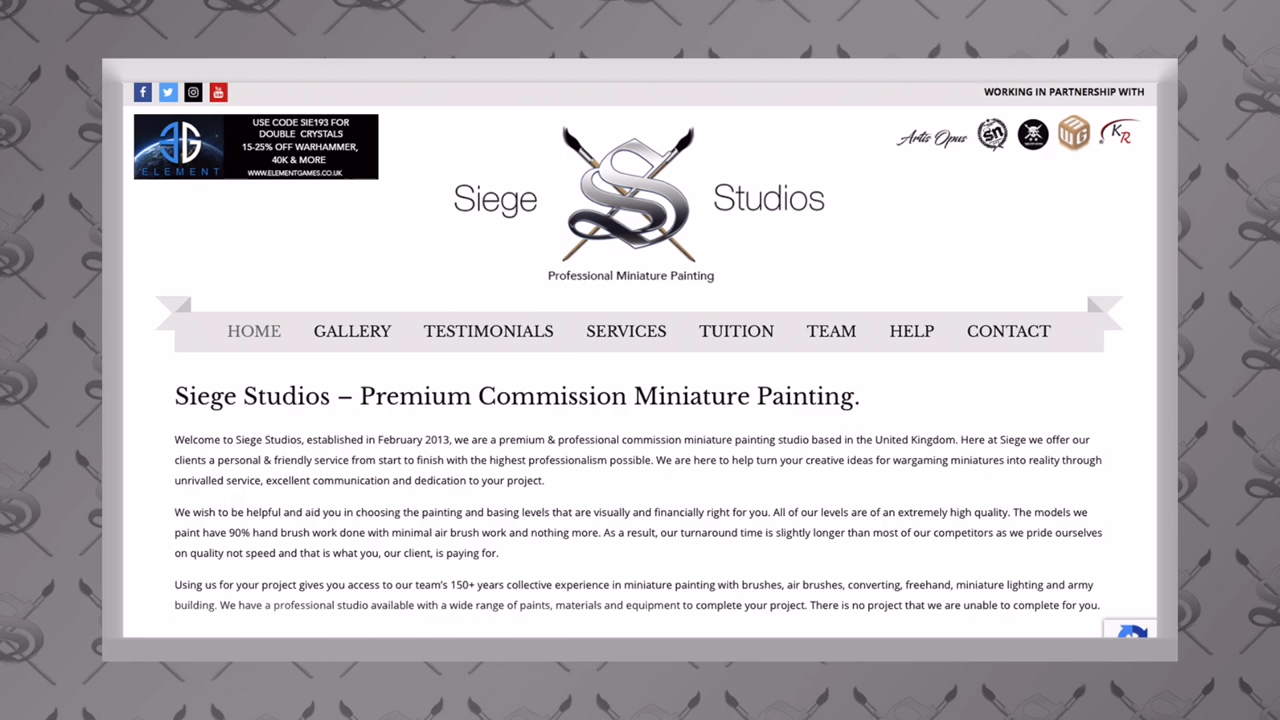 WORKING IN PARTNERSHIP WITH
USE CODE SIE193 FOR
DOUBLE CRYSTALS
15-25% OFF WARHAMMER,
40K & MORE
WWW.ELEMENTGAMES.CO.UK
ELEMENT
Artis Opus
KR
Siege
Studios
Professional Miniature Painting
HOME GALLERY TESTIMONIALS SERVICES TUITION TEAM HELP CONTACT
Siege Studios – Premium Commission Miniature Painting.
Welcome to Siege Studios, established in February 2013, we are a premium & professional commission miniature painting studio based in the United Kingdom. Here at Siege we offer our
clients a personal & friendly service from start to finish with the highest professionalism possible. We are here to help turn your creative ideas for wargaming miniatures into reality through
unrivalled service, excellent communication and dedication to your project.
We wish to be helpful and aid you in choosing the painting and basing levels that are visually and financially right for you. All of our levels are of an extremely high quality. The models we
paint have 90% hand brush work done with minimal air brush work and nothing more. As a result, our turnaround time is slightly longer than most of our competitors as we pride ourselves
on quality not speed and that is what you, our client, is paying for.
Using us for your project gives you access to our team’s 150+ years collective experience in miniature painting with brushes, air brushes, converting, freehand, miniature lighting and army
building. We have a professional studio available with a wide range of paints, materials and equipment to complete your project. There is no project that we are unable to complete for you.